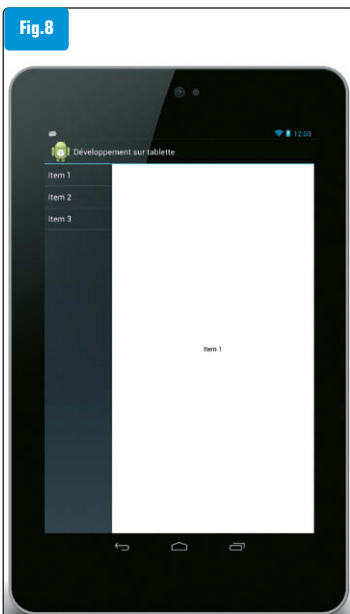 Fig.8
12:03
Développement sur tablette
Item 1
Item 2
Item 3
Item 1